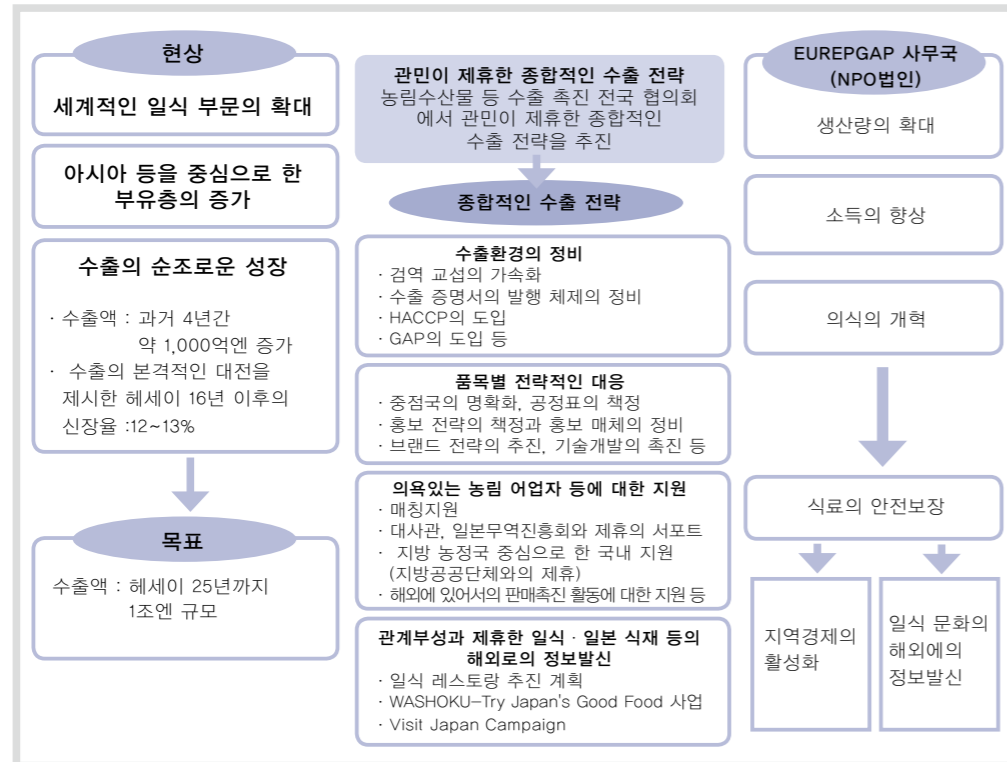 현상
세계적인 일식 부문의 확대
아시아 등을 중심으로 한
부유층의 증가
수출의 순조로운 성장
· 수출액 : 과거 4년간
약 1,000억엔 증가
· 수출의 본격적인 대전을
제시한 헤세이 16년 이후의
신장율 :12~13%
목표
수출액 : 헤세이 25년까지
1조엔 규모
관민이 제휴한 종합적인 수출 전략
농림수산물 등 수출 촉진 전국 협의회
에서 관민이 제휴한 종합적인
수출 전략을 추진
종합적인 수출 전략
수출환경의 정비
· 검역 교섭의 가속화
· 수출 증명서의 발행 체제의 정비
· HACCP의 도입
· GAP의 도입 등
품목별 전략적인 대응
· 중점국의 명확화, 공정표의 책정
· 홍보 전략의 책정과 홍보 매체의 정비
· 브랜드 전략의 추진, 기술개발의 촉진 등
의욕있는 농림 어업자 등에 대한 지원
· 매칭지원
· 대사관, 일본무역진흥회와 제휴의 서포트
· 지방 농정국 중심으로 한 국내 지원
(지방공공단체와의 제휴)
· 해외에 있어서의 판매촉진 활동에 대한 지원 등
관계부성과 제휴한 일식 · 일본 식재 등의
해외로의 정보발신
· 일식 레스토랑 추진 계획
· WASHOKU-Try Japan's Good Food 사업
· Visit Japan Campaign
EUREPGAP 사무국
(NPO법인)
생산량의 확대
소득의 향상
의식의 개혁
식료의 안전보장
지역경제의
활성화
일식 문화의
해외에의
정보발신